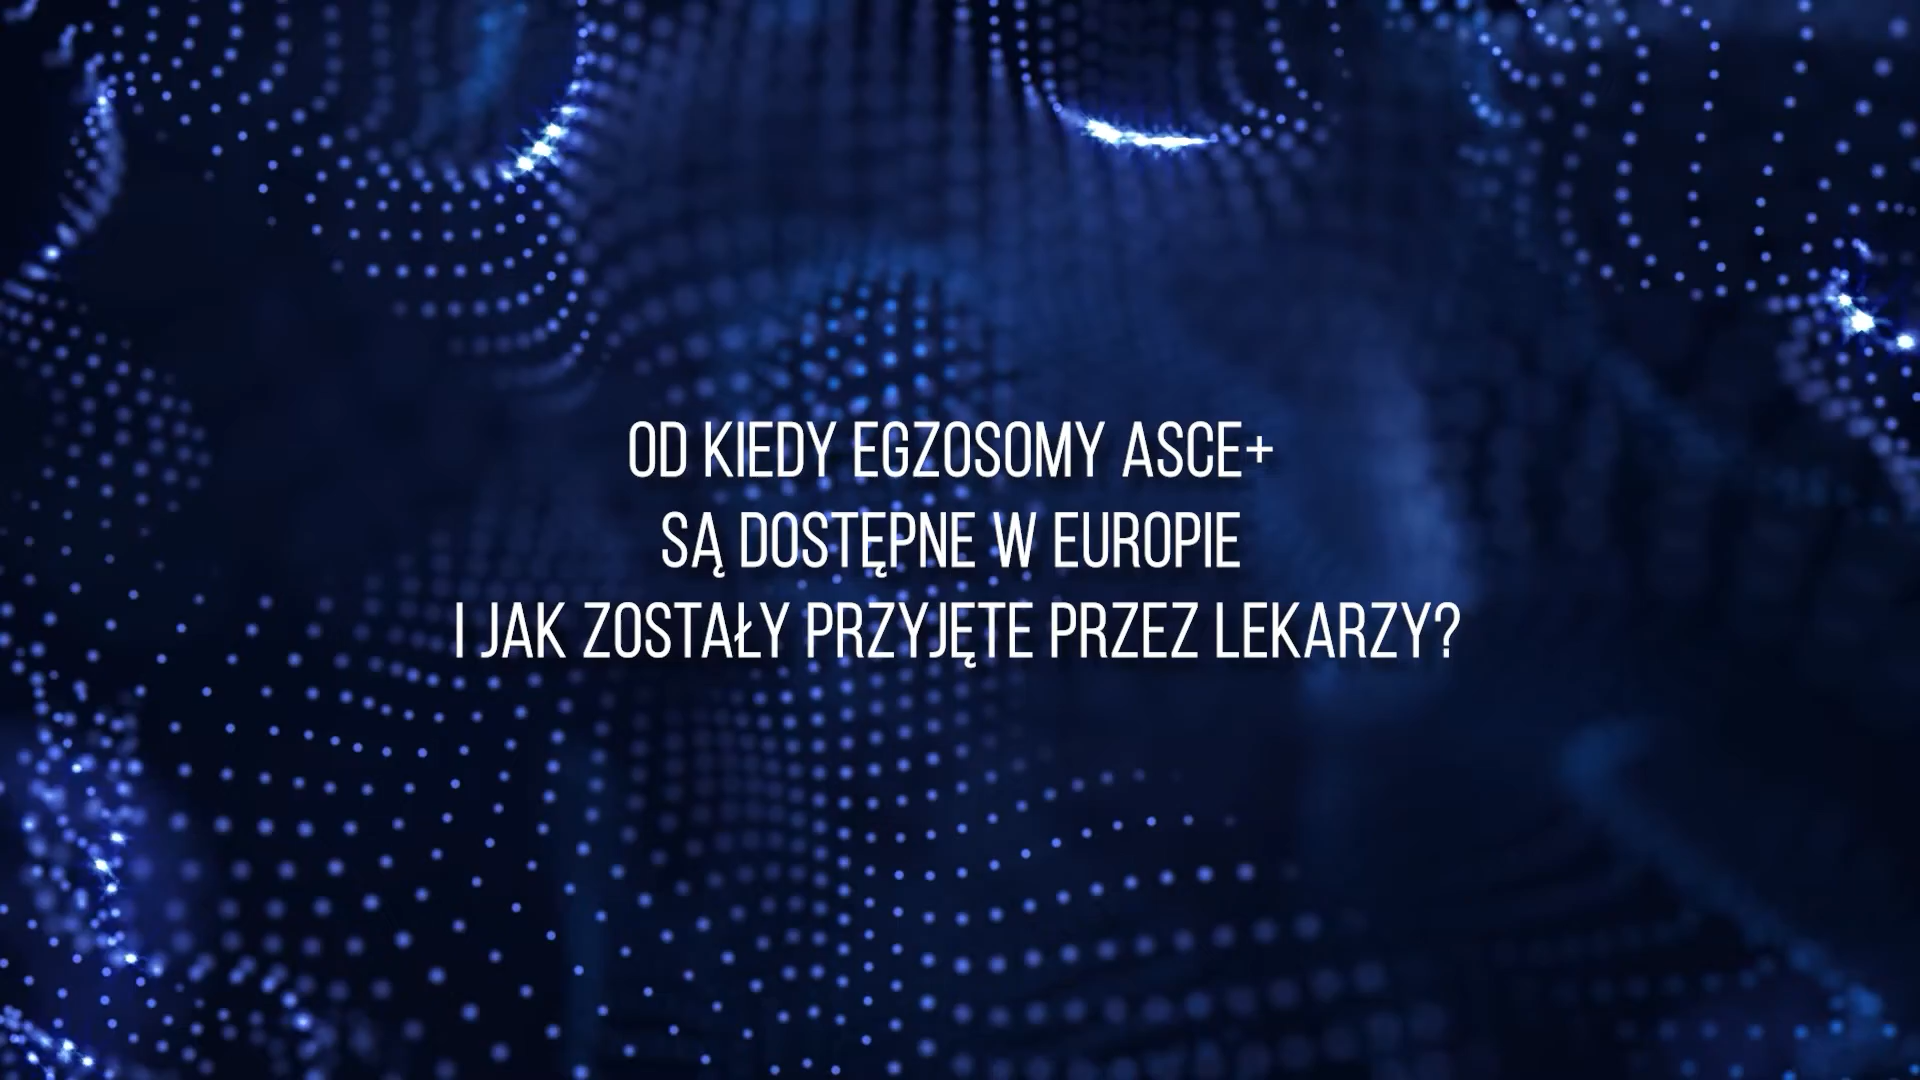 OD KIEDY EGZOSOMY ASCE+
SĄ DOSTĘPNE W EUROPIE
I JAK ZOSTAŁY PRZYJĘTE PRZEZ LEKARZY?